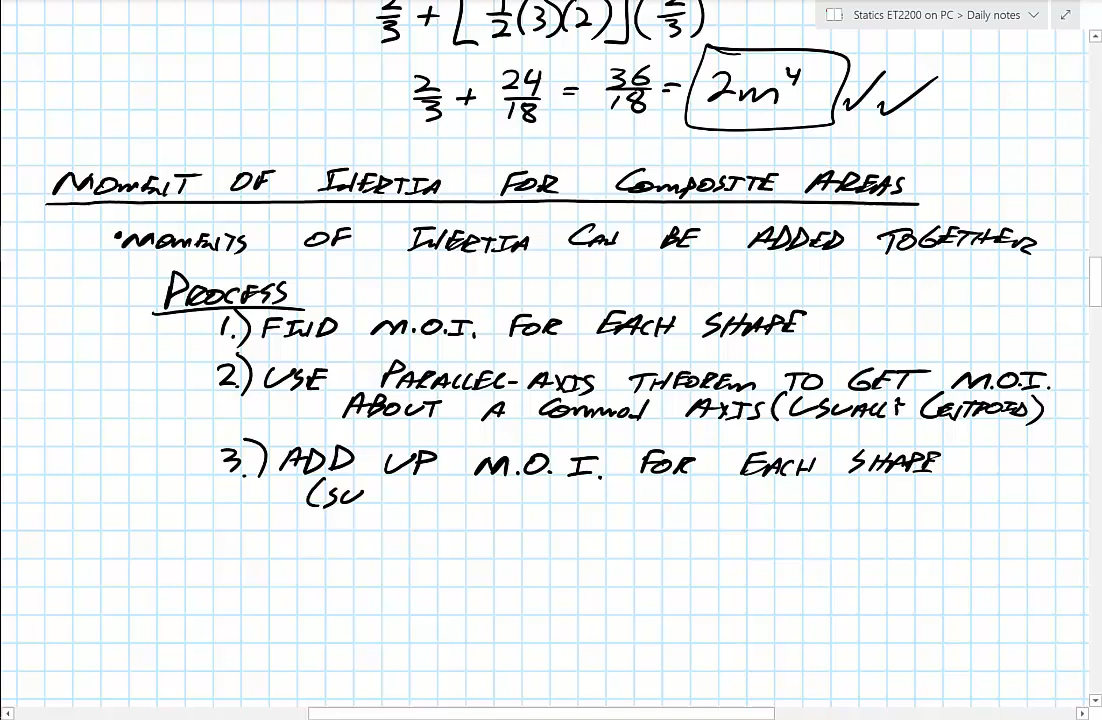 Statics ET2200 on PC > Daily notes
2/3 + [1/2(3)(2)](2/3)
2/3 + 24/18 = 36/18 = 2m⁴ ✓✓
MOMENT OF INERTIA FOR COMPOSITE AREAS
• MOMENTS OF INERTIA CAN BE ADDED TOGETHER
PROCESS
1.) FIND M.O.I. FOR EACH SHAPE
2.) USE PARALLEL-AXIS THEOREM TO GET M.O.I.
ABOUT A COMMON AXIS (USUALLY CENTROID)
3.) ADD UP M.O.I. FOR EACH SHAPE
(SU